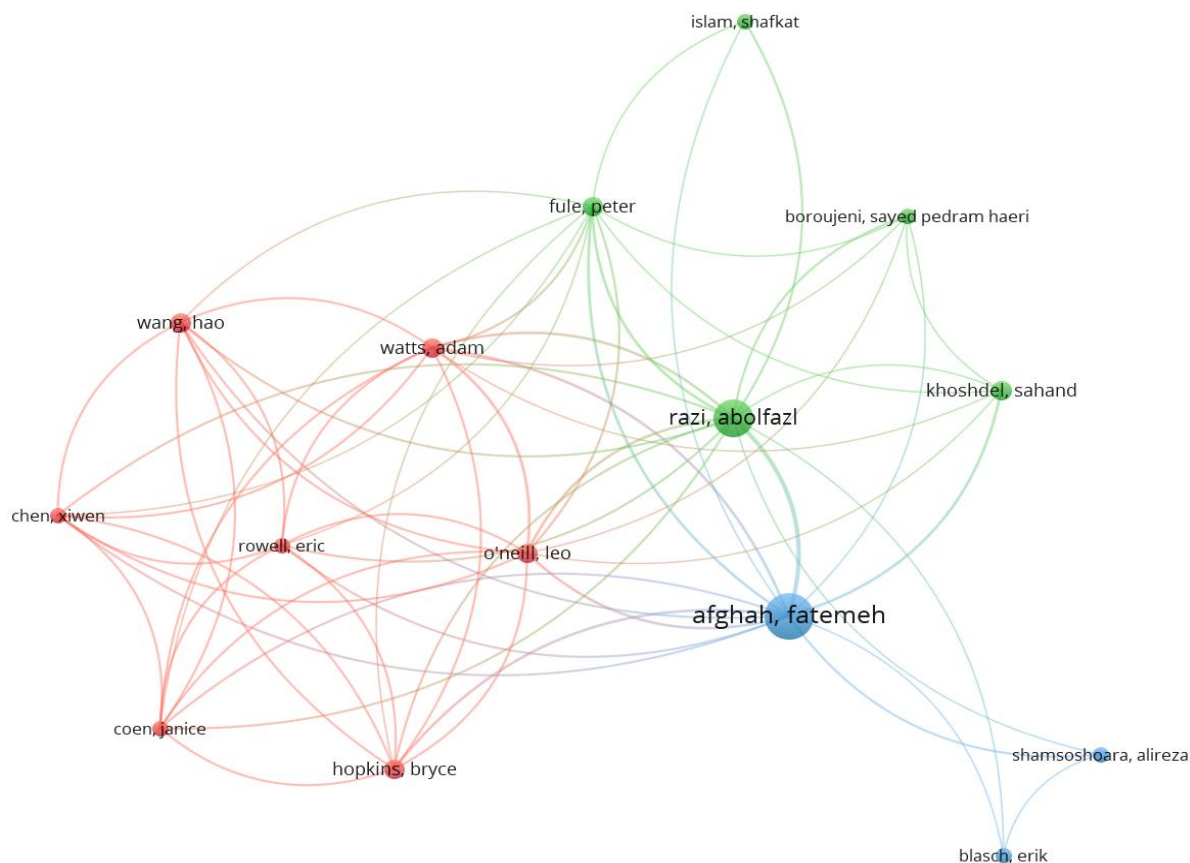 islam, shafkat
fule, peter
boroujeni, sayed pedram haeri
wang, hao
watts, adam
khoshdel, sahand
razi, abolfazl
chen, xiwen
rowell, eric
o'neill, leo
afghah, fatemeh
coen, janice
hopkins, bryce
shamsoshoara, alireza
blasch, erik